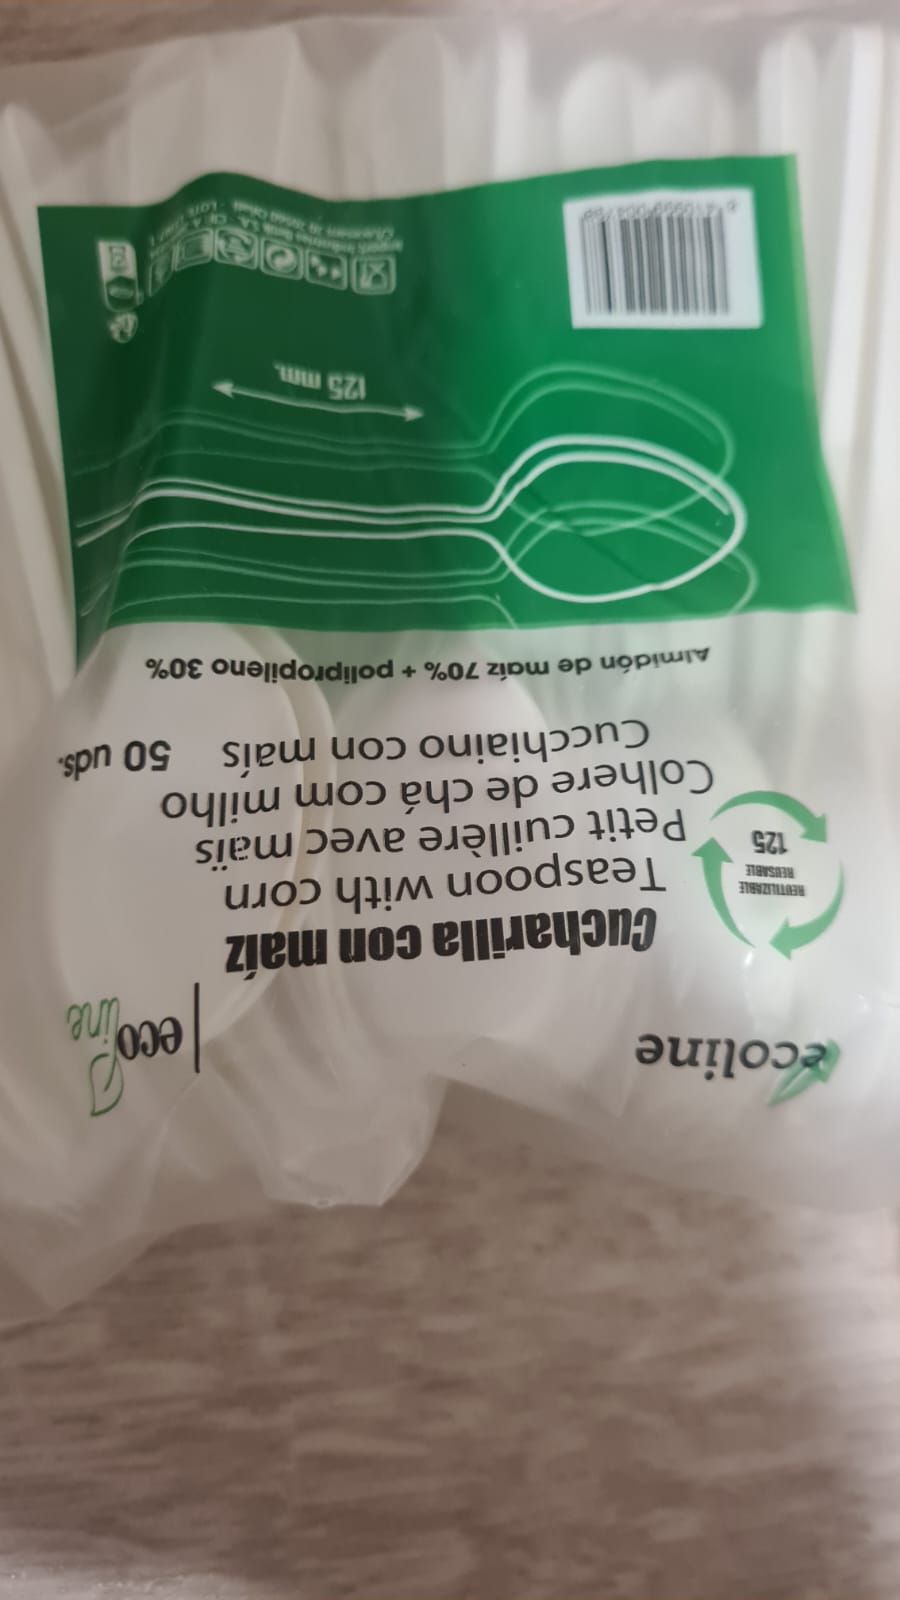 ecoline
eco
line
Cucharilla con maíz
Teaspoon with corn
Petit cuillère avec maïs
Colhere de chá com milho
Cucchiaino con maís
50 uds.
REUTILIZABLE
REUSABLE
125
Almidón de maíz 70% + polipropileno 30%
125 mm.